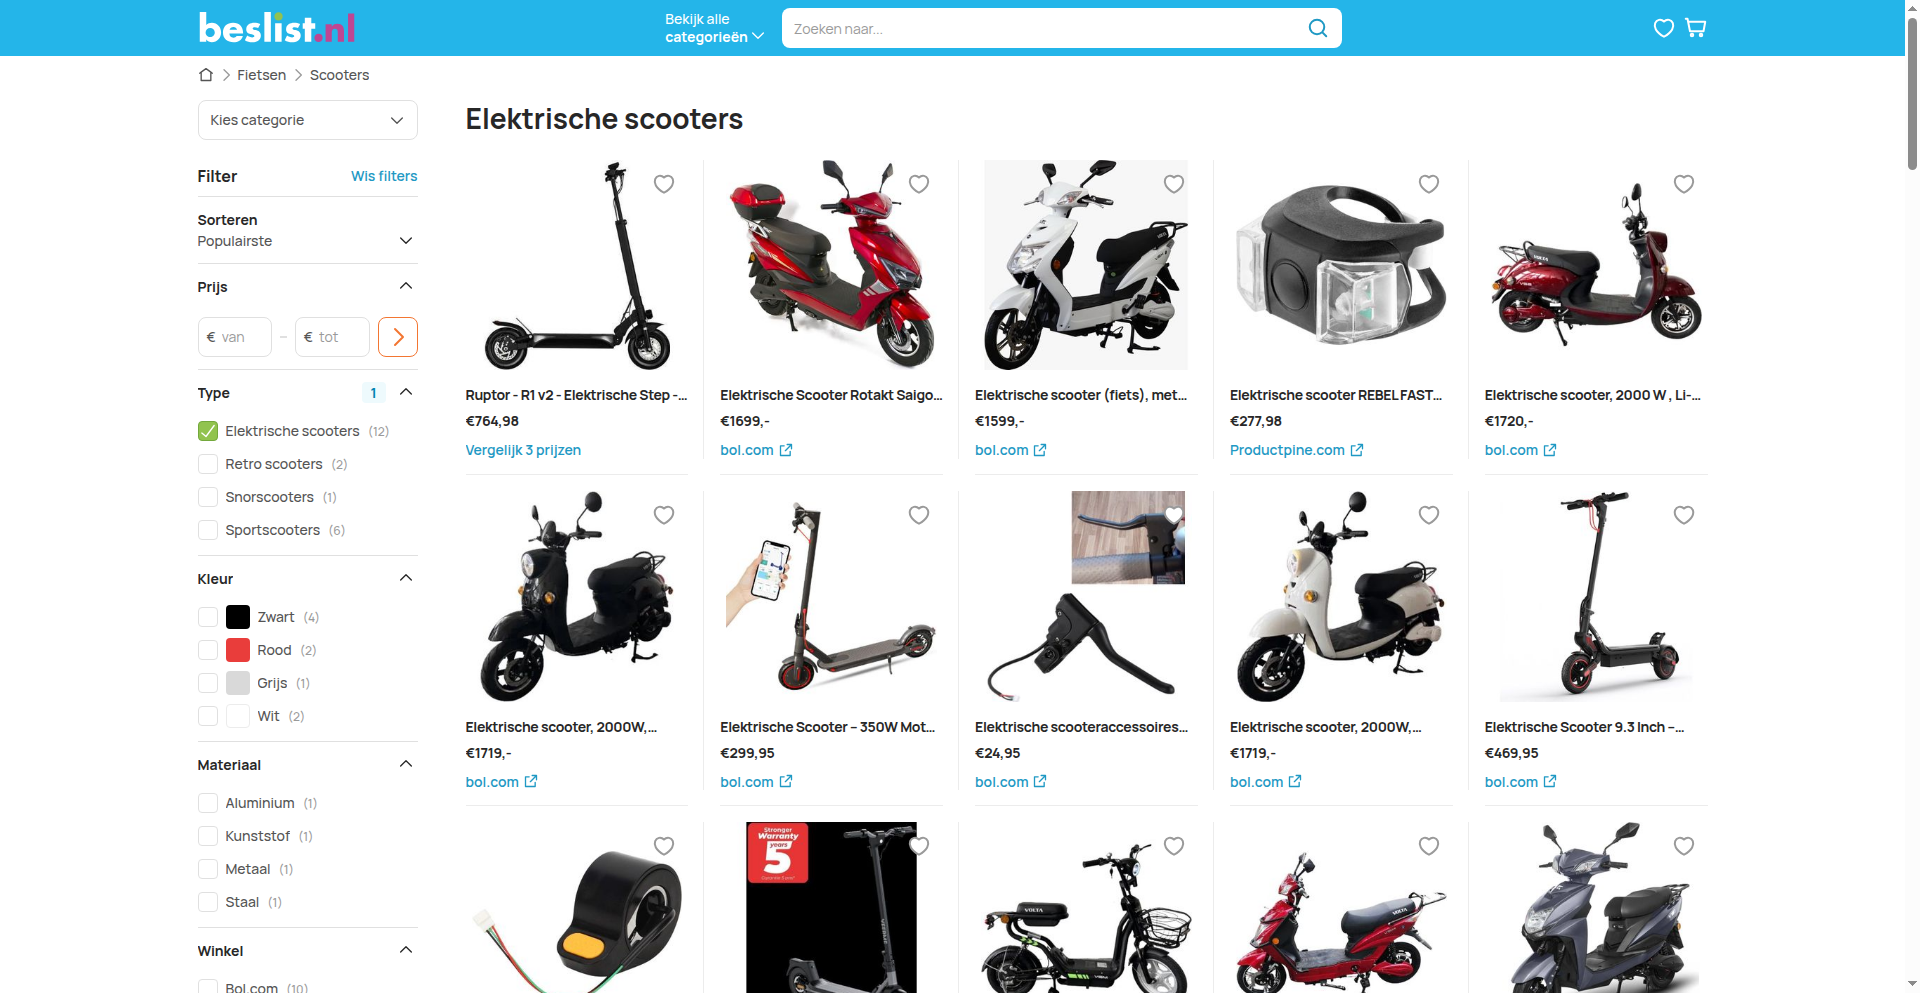 beslist.nl
Bekijk alle
categorieën
Zoeken naar...
Fietsen
Scooters
Kies categorie
Elektrische scooters
Filter
Wis filters
Sorteren
Populairste
Prijs
€ van – € tot
Type 1
Elektrische scooters (12)
Retro scooters (2)
Snorscooters (1)
Sportscooters (6)
Kleur
Zwart (4)
Rood (2)
Grijs (1)
Wit (2)
Materiaal
Aluminium (1)
Kunststof (1)
Metaal (1)
Staal (1)
Winkel
Bol.com (10)
Ruptor - R1 v2 - Elektrische Step -...
€764,98
Vergelijk 3 prijzen
Elektrische Scooter Rotakt Saigo...
€1699,-
bol.com
Elektrische scooter (fiets), met...
€1599,-
bol.com
Elektrische scooter REBEL FAST...
€277,98
Productpine.com
Elektrische scooter, 2000 W , Li-...
€1720,-
bol.com
Elektrische scooter, 2000W,...
€1719,-
bol.com
Elektrische Scooter – 350W Mot...
€299,95
bol.com
Elektrische scooteraccessoires...
€24,95
bol.com
Elektrische scooter, 2000W,...
€1719,-
bol.com
Elektrische Scooter 9.3 Inch –...
€469,95
bol.com
Stronger
Warranty
years
5
VOLTA
VOLTA